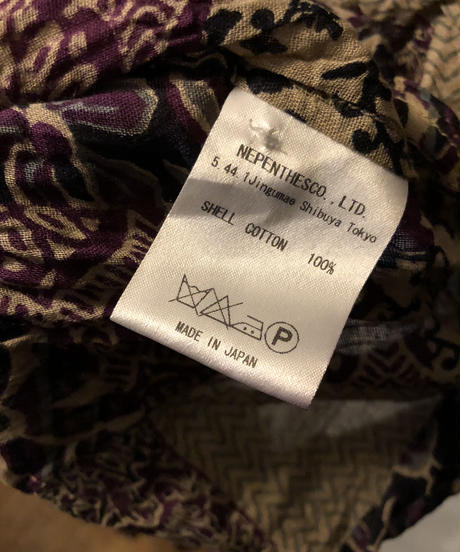 NEPENTHESCO., LTD.
5.44.1Jingumae Shibuya Tokyo
SHELL COTTON 100%
P
MADE IN JAPAN